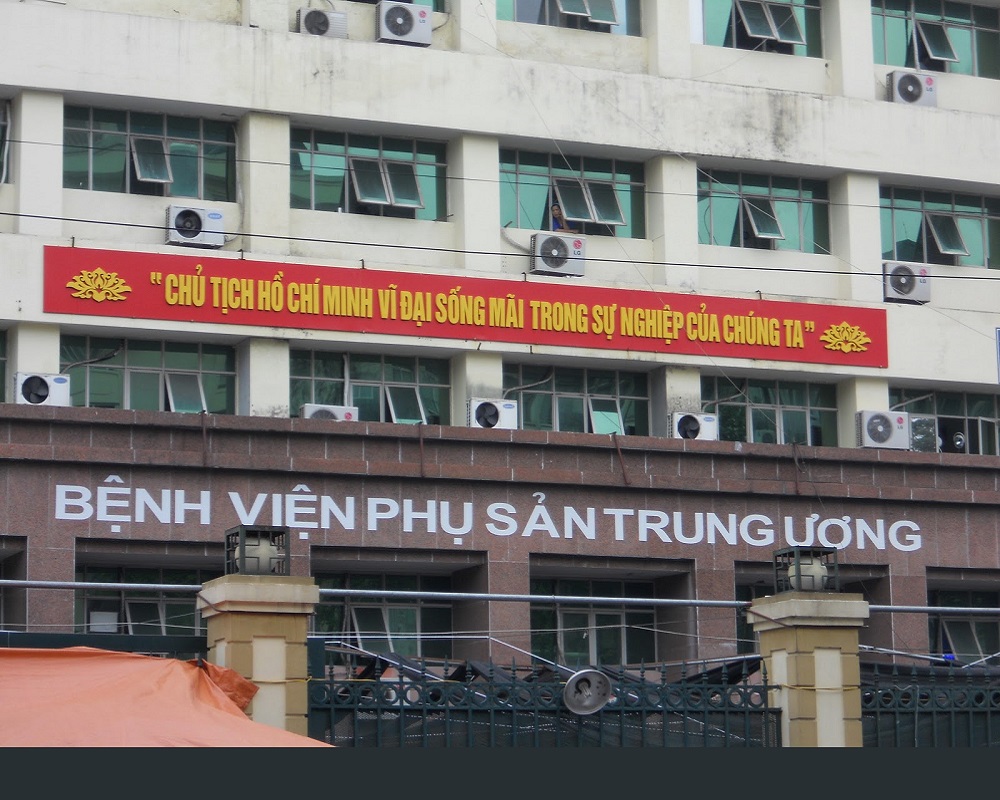 "CHỦ TỊCH HỒ CHÍ MINH VĨ ĐẠI SỐNG MÃI TRONG SỰ NGHIỆP CỦA CHÚNG TA"
BỆNH VIỆN PHỤ SẢN TRUNG ƯƠNG